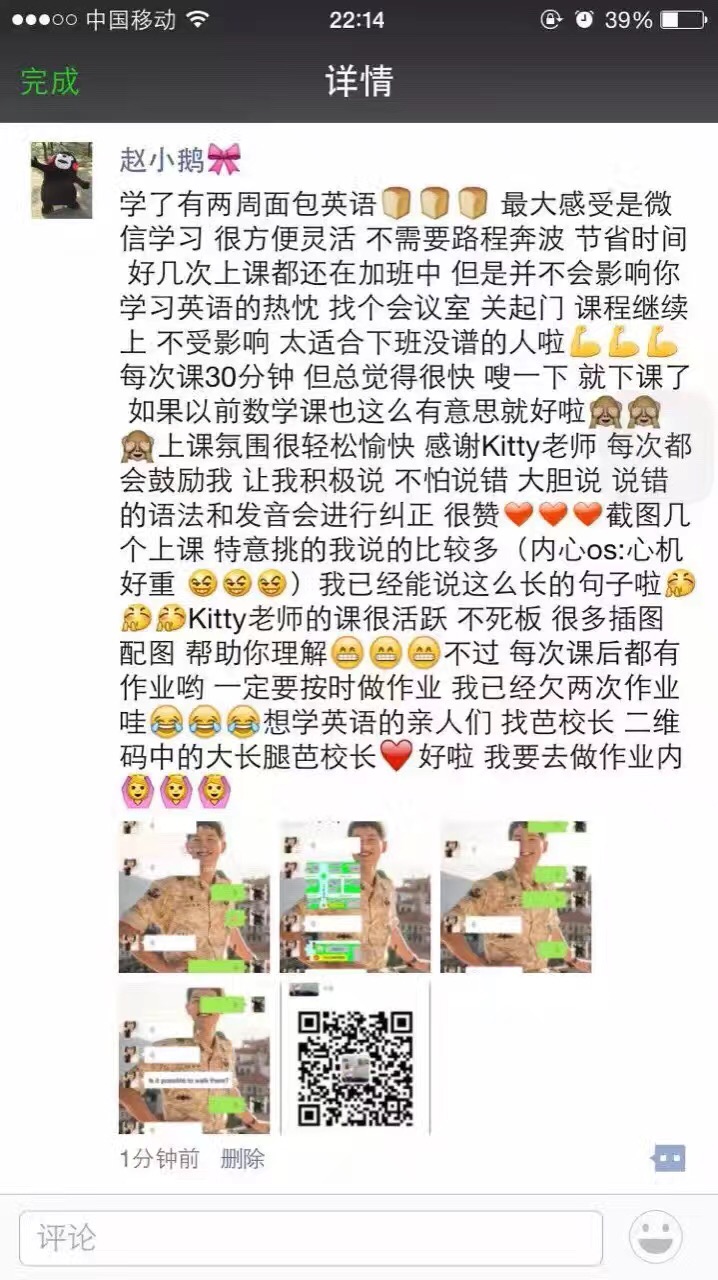 中国移动 22:14 39%
完成 详情
赵小鹅🎀
学了有两周面包英语🍞🍞🍞 最大感受是微
信学习 很方便灵活 不需要路程奔波 节省时间
好几次上课都还在加班中 但是并不会影响你
学习英语的热忱 找个会议室 关起门 课程继续
上 不受影响 太适合下班没谱的人啦💪💪💪
每次课30分钟 但总觉得很快 嗖一下 就下课了
如果以前数学课也这么有意思就好啦🙈🙈
🙈上课氛围很轻松愉快 感谢Kitty老师 每次都
会鼓励我 让我积极说 不怕说错 大胆说 说错
的语法和发音会进行纠正 很赞❤️❤️❤️截图几
个上课 特意挑的我说的比较多（内心os:心机
好重 😆😆😆）我已经能说这么长的句子啦🤭
🤭🤭Kitty老师的课很活跃 不死板 很多插图
配图 帮助你理解😁😁😁不过 每次课后都有
作业哟 一定要按时做作业 我已经欠两次作业
哇😂😂😂想学英语的亲人们 找芭校长 二维
码中的大长腿芭校长❤️好啦 我要去做作业内
🙆🙆🙆
Is it possible to walk there?
1分钟前 删除
评论